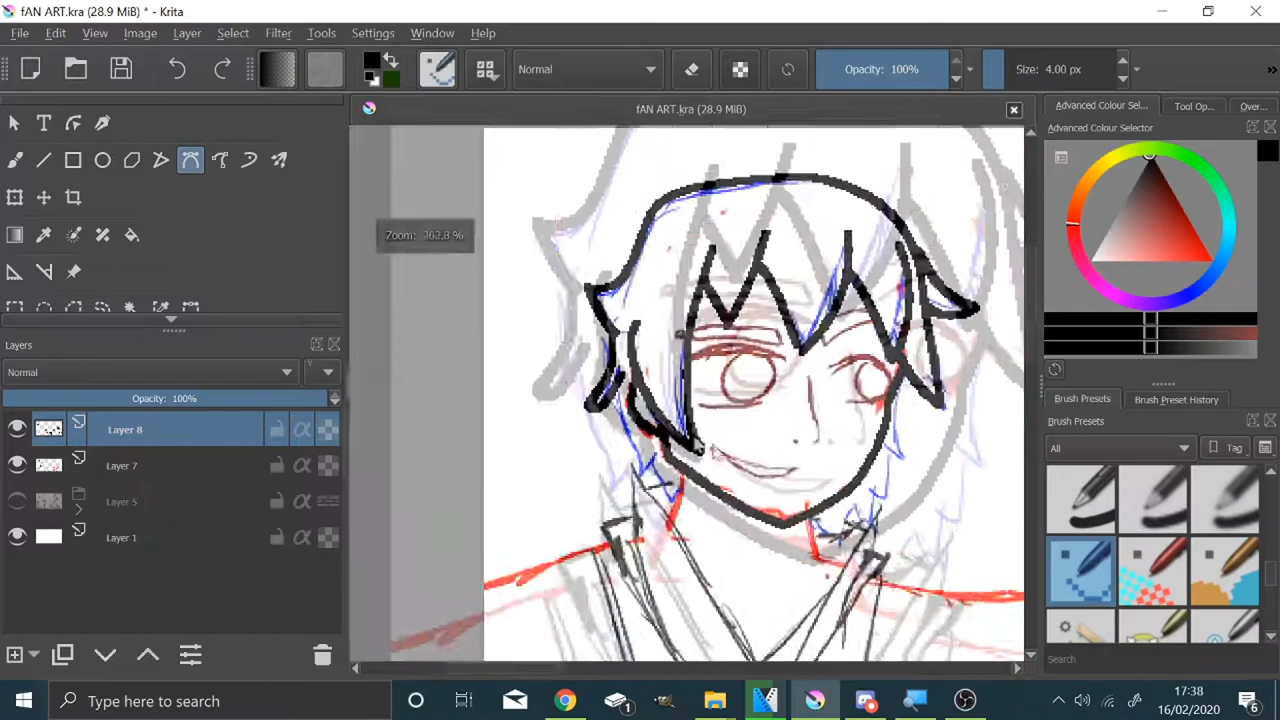 fAN ART.kra (28.9 MiB) * - Krita
File Edit View Image Layer Select Filter Tools Settings Window Help
Normal Opacity: 100% Size: 4.00 px
fAN ART.kra (28.9 MiB)
Advanced Colour Sel... Tool Op... Over...
Advanced Colour Selector
Layers
Normal
Opacity: 100%
Layer 8
Layer 7
Layer 5
Layer 1
Brush Presets Brush Preset History
Brush Presets
All Tag
Search
Type here to search
1
17:38
16/02/2020
6